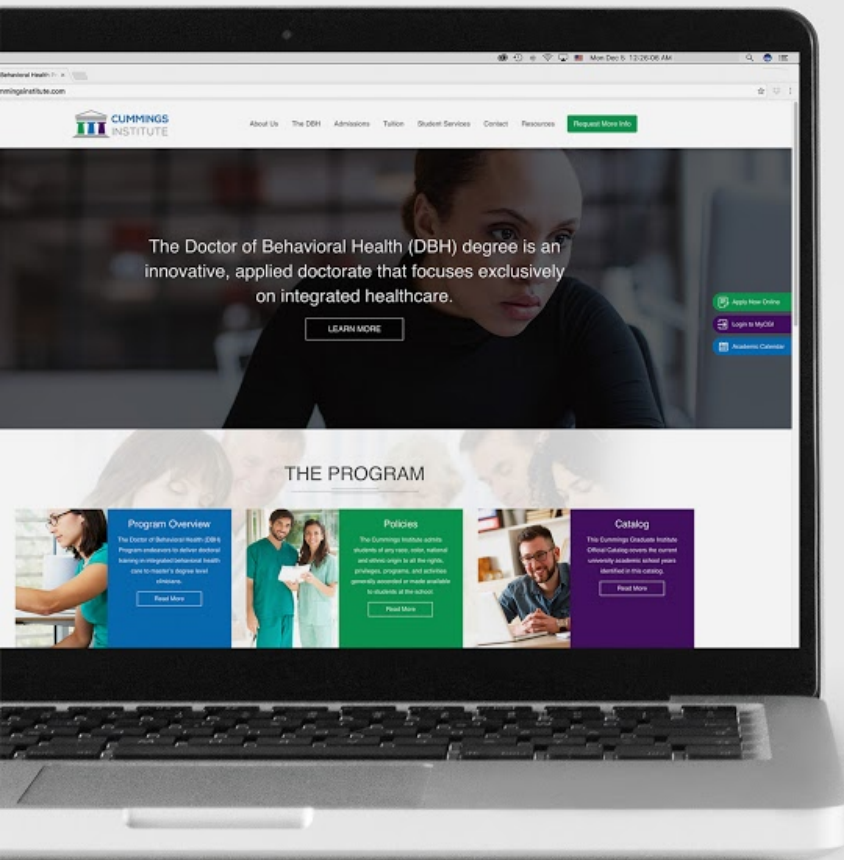 Mon Dec 5 12:26:06 AM
Behavioral Health
mmingsinstitute.com
CUMMINGS
INSTITUTE
About Us The DBH Admissions Tuition Student Services Contact Resources Request More Info
The Doctor of Behavioral Health (DBH) degree is an
innovative, applied doctorate that focuses exclusively
on integrated healthcare.
LEARN MORE
Apply Now Online
Login to MyCGI
Academic Calendar
THE PROGRAM
Program Overview
The Doctor of Behavioral Health (DBH)
Program endeavors to deliver doctoral
training in integrated behavioral health
care to master's degree level
clinicians.
Read More
Policies
The Cummings Institute admits
students of any race, color, national
and ethnic origin to all the rights,
privileges, programs, and activities
generally accorded or made available
to students at the school.
Read More
Catalog
This Cummings Graduate Institute
Official Catalog covers the current
university academic school years
identified in this catalog.
Read More